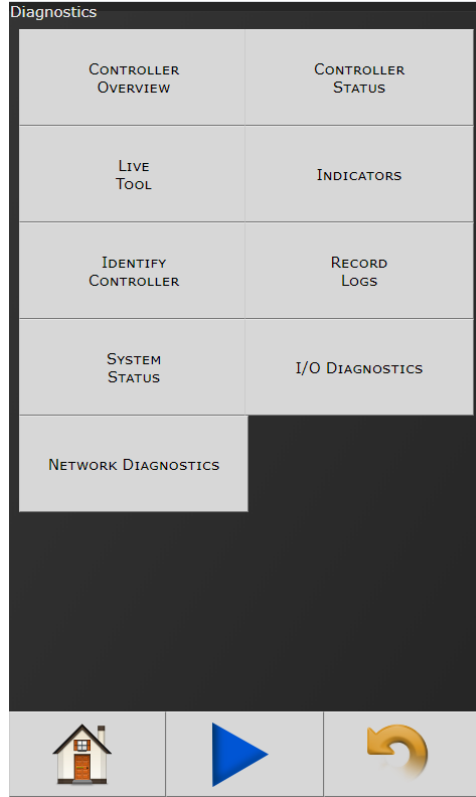 Diagnostics
Controller
Overview
Controller
Status
Live
Tool
Indicators
Identify
Controller
Record
Logs
System
Status
I/O Diagnostics
Network Diagnostics